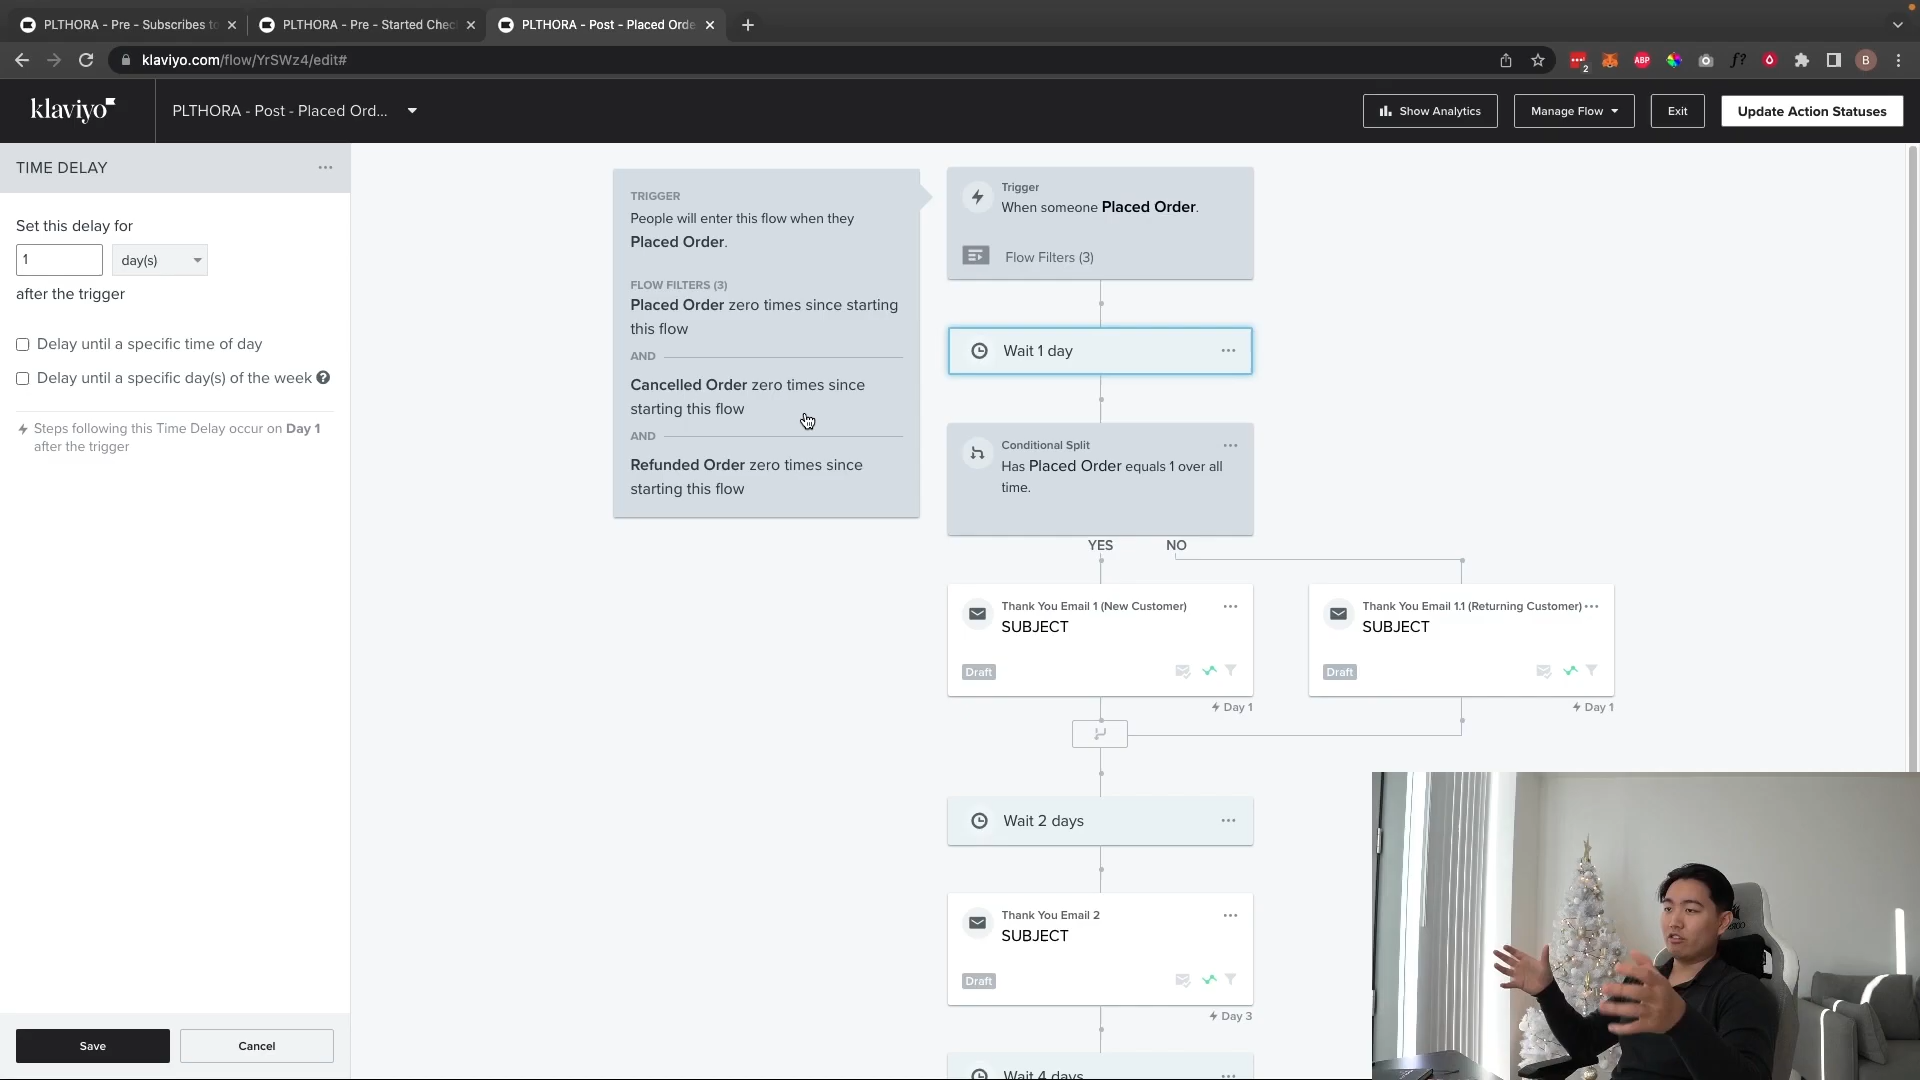 PLTHORA - Pre - Subscribes to
PLTHORA - Pre - Started Chec
PLTHORA - Post - Placed Orde
klaviyo.com/flow/YrSWz4/edit#
2
ABP
f?
B
klaviyo
PLTHORA - Post - Placed Ord...
Show Analytics
Manage Flow
Exit
Update Action Statuses
TIME DELAY
Set this delay for
1
day(s)
after the trigger
Delay until a specific time of day
Delay until a specific day(s) of the week
Steps following this Time Delay occur on Day 1
after the trigger
Save
Cancel
TRIGGER
People will enter this flow when they
Placed Order.
FLOW FILTERS (3)
Placed Order zero times since starting
this flow
AND
Cancelled Order zero times since
starting this flow
AND
Refunded Order zero times since
starting this flow
Trigger
When someone Placed Order.
Flow Filters (3)
Wait 1 day
Conditional Split
Has Placed Order equals 1 over all
time.
YES
NO
Thank You Email 1 (New Customer)
SUBJECT
Draft
Day 1
Thank You Email 1.1 (Returning Customer)
SUBJECT
Draft
Day 1
Wait 2 days
Thank You Email 2
SUBJECT
Draft
Day 3
Wait 4 days